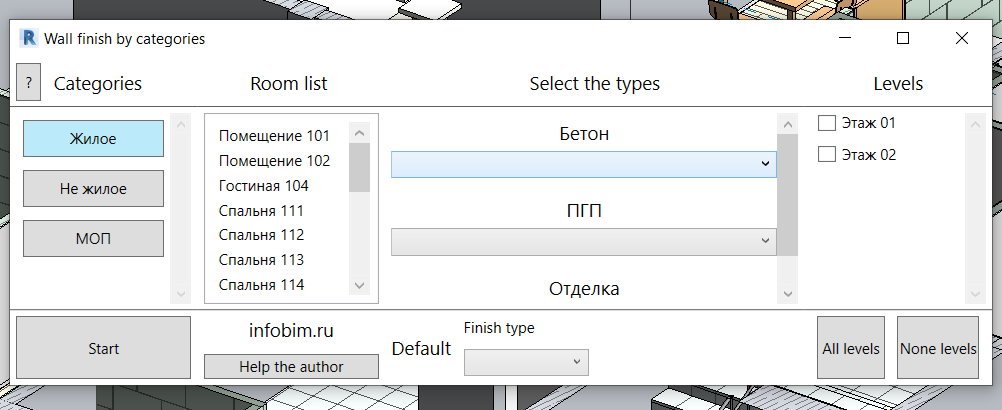 Wall finish by categories
?
Categories
Room list
Select the types
Levels
Жилое
Не жилое
МОП
Помещение 101
Помещение 102
Гостиная 104
Спальня 111
Спальня 112
Спальня 113
Спальня 114
Бетон
ПГП
Отделка
Этаж 01
Этаж 02
Start
infobim.ru
Help the author
Default
Finish type
All levels
None levels